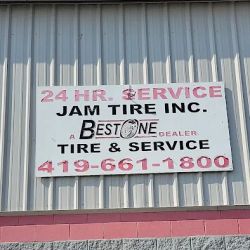 24 HR. SERVICE
JAM TIRE INC.
A BESTONE DEALER
TIRE & SERVICE
419-661-1800